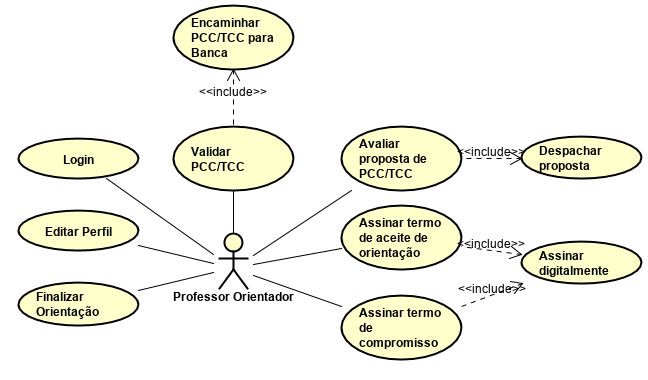 Encaminhar
PCC/TCC para
Banca
<<include>>
Login
Validar
PCC/TCC
Avaliar
proposta de
PCC/TCC
<<include>>
Despachar
proposta
Editar Perfil
Assinar termo
de aceite de
orientação
<<include>>
Assinar
digitalmente
Finalizar
Orientação
Professor Orientador
<<include>>
Assinar termo
de
compromisso